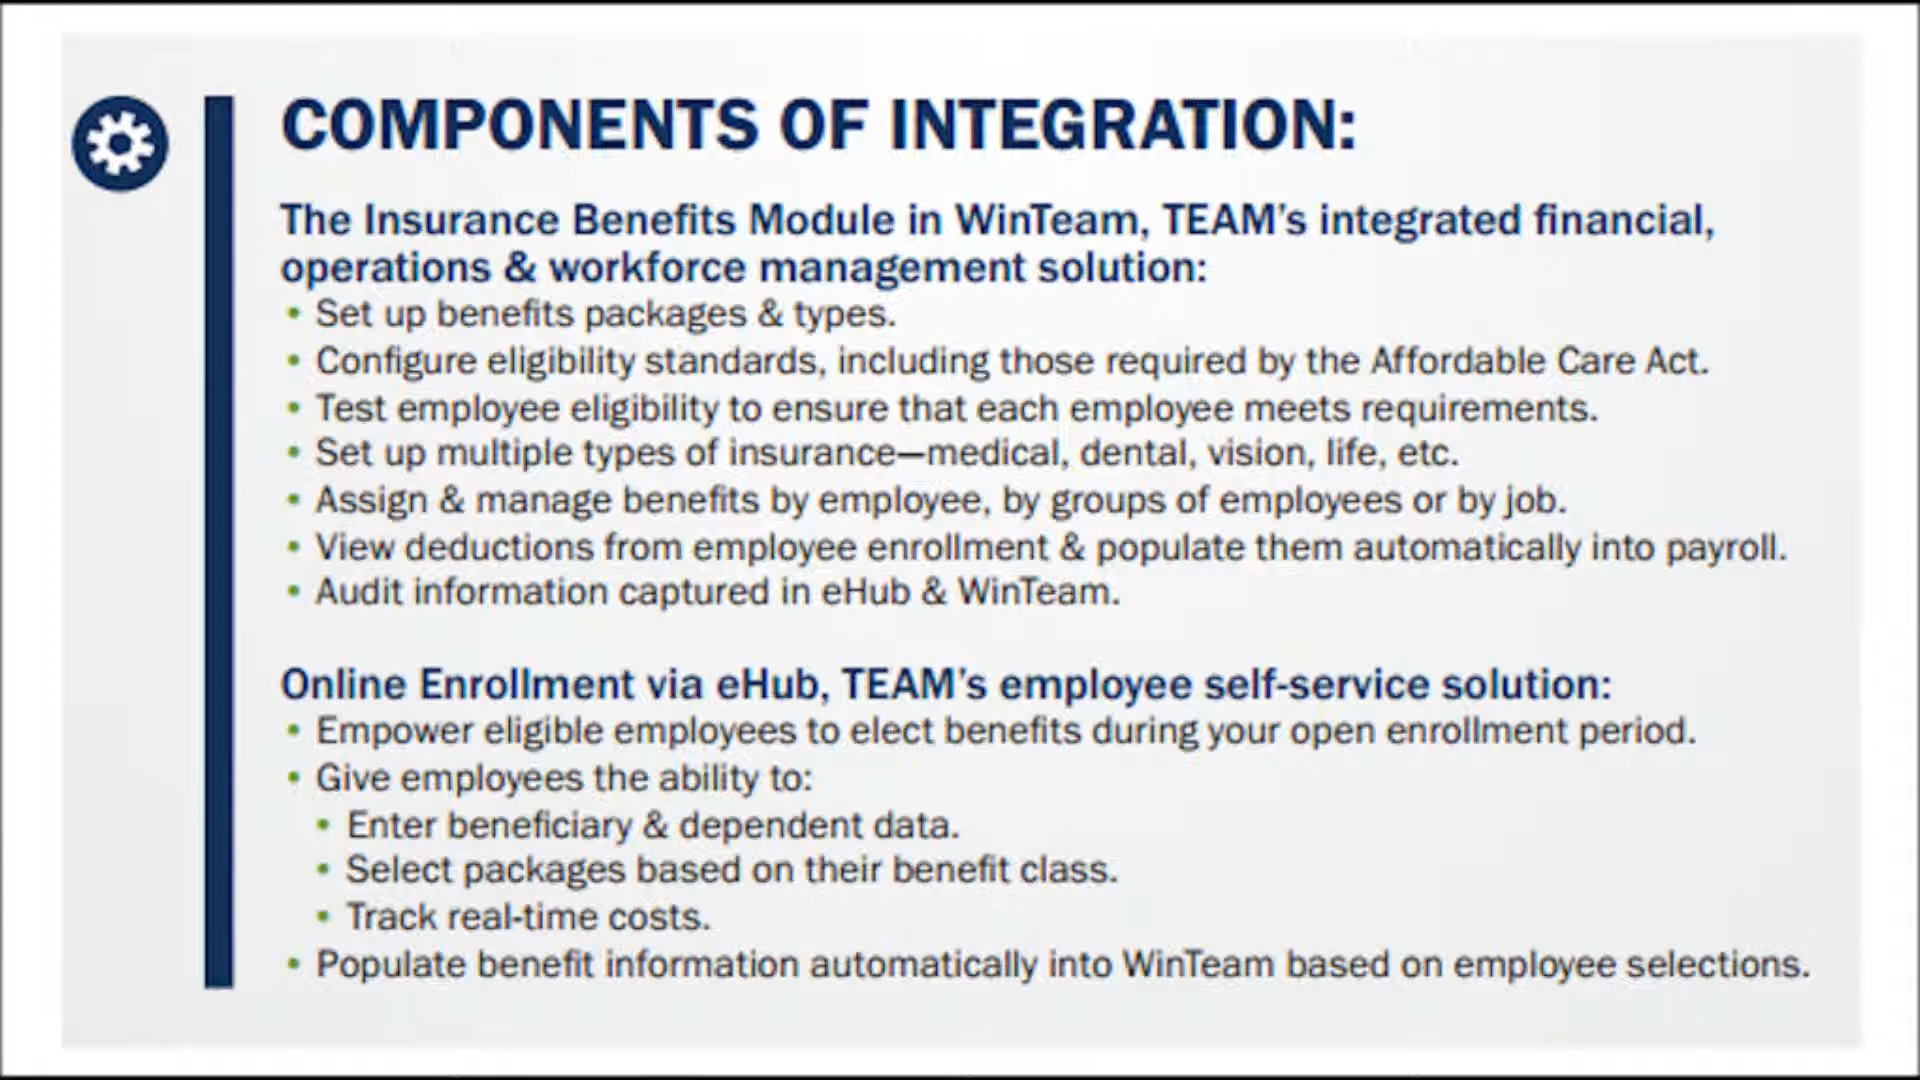 COMPONENTS OF INTEGRATION:
The Insurance Benefits Module in WinTeam, TEAM’s integrated financial,
operations & workforce management solution:
• Set up benefits packages & types.
• Configure eligibility standards, including those required by the Affordable Care Act.
• Test employee eligibility to ensure that each employee meets requirements.
• Set up multiple types of insurance—medical, dental, vision, life, etc.
• Assign & manage benefits by employee, by groups of employees or by job.
• View deductions from employee enrollment & populate them automatically into payroll.
• Audit information captured in eHub & WinTeam.
Online Enrollment via eHub, TEAM’s employee self-service solution:
• Empower eligible employees to elect benefits during your open enrollment period.
• Give employees the ability to:
• Enter beneficiary & dependent data.
• Select packages based on their benefit class.
• Track real-time costs.
• Populate benefit information automatically into WinTeam based on employee selections.